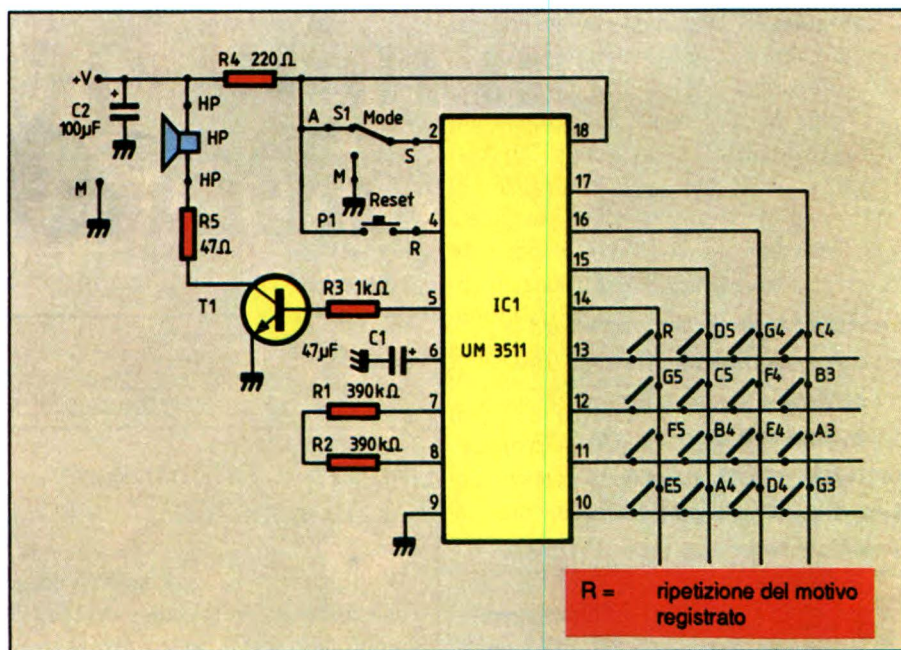 R4 220Ω
+V
C2
100µF
HP
HP
HP
M
R5
47Ω
A
S1
Mode
S
M
Reset
P1
R
T1
R3 1kΩ
47µF
C1
R1 390kΩ
R2 390kΩ
2
4
5
6
7
8
9
IC1
UM 3511
18
17
16
15
14
13
12
11
10
R
D5
G4
C4
G5
C5
F4
B3
F5
B4
E4
A3
E5
A4
D4
G3
R = ripetizione del motivo
registrato